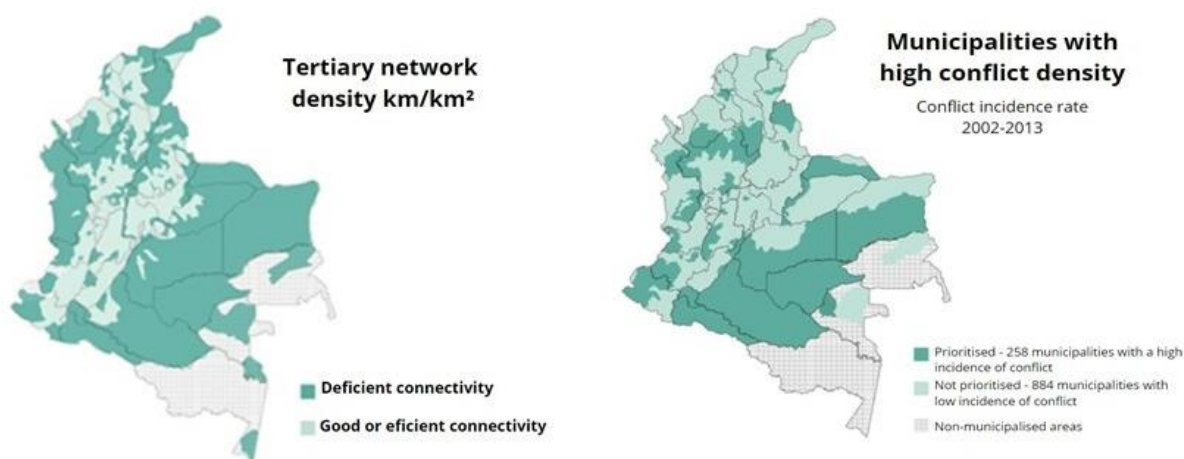 Tertiary network
density km/km²
Deficient connectivity
Good or eficient connectivity
Municipalities with
high conflict density
Conflict incidence rate
2002-2013
Prioritised - 258 municipalities with a high
incidence of conflict
Not prioritised - 884 municipalities with
low incidence of conflict
Non-municipalised areas